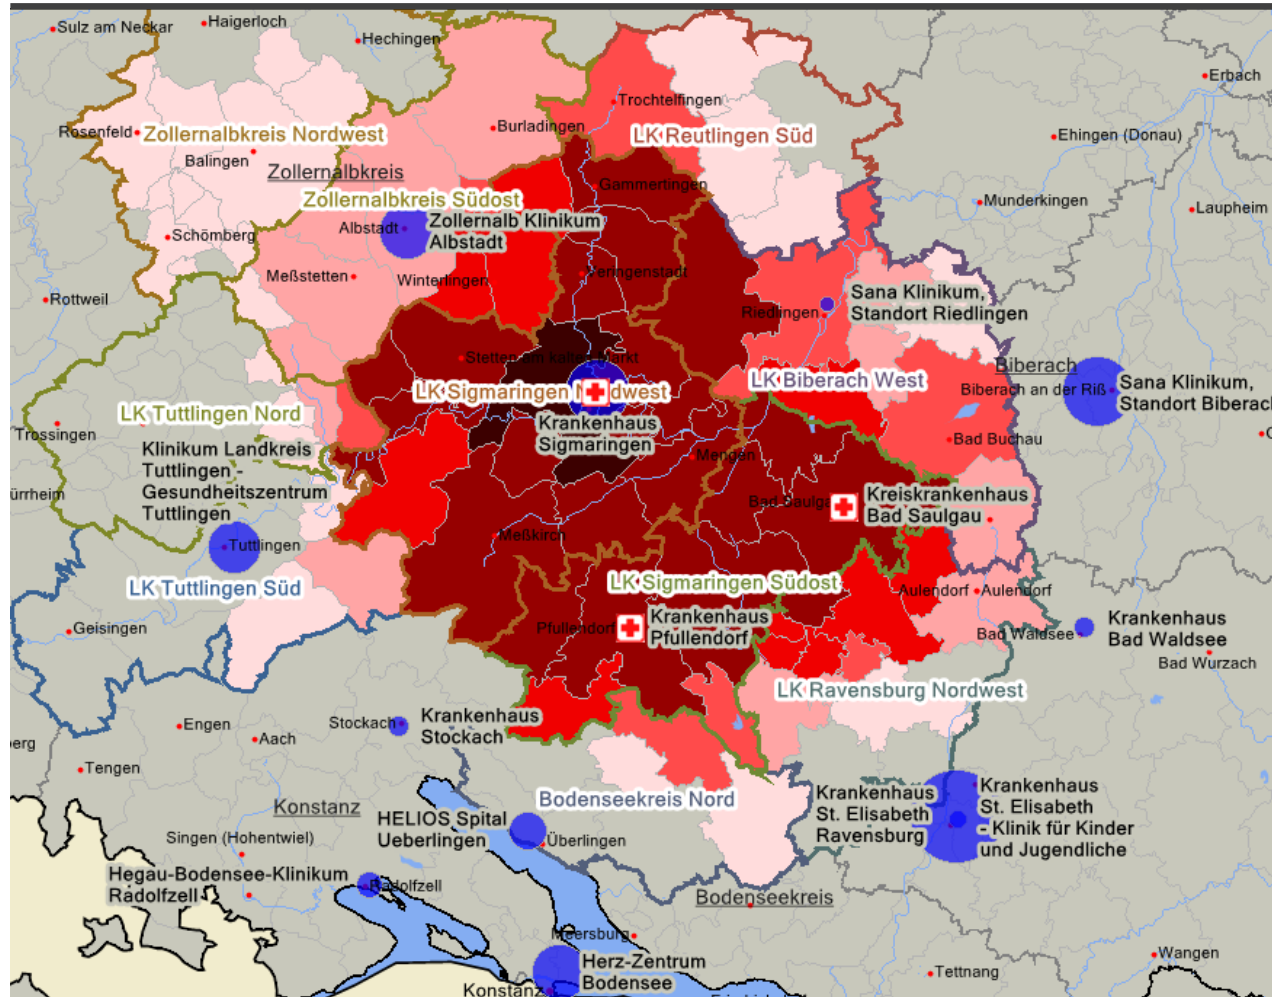 Sulz am Neckar
Haigerloch
Hechingen
Erbach
Trochtelfingen
Burladingen
Rosenfeld
Zollernalbkreis Nordwest
LK Reutlingen Süd
Ehingen (Donau)
Balingen
Zollernalbkreis
Gammertingen
Zollernalbkreis Südost
Munderkingen
Laupheim
Albstadt
Zollernalb Klinikum
Albstadt
Schömberg
Meßstetten
Winterlingen
Veringenstadt
Rottweil
Sana Klinikum,
Standort Riedlingen
Riedlingen
Stetten am kalten Markt
Biberach
LK Sigmaringen Nordwest
LK Biberach West
Biberach an der Riß
Sana Klinikum,
Standort Biberach
LK Tuttlingen Nord
Krankenhaus
Sigmaringen
Trossingen
Klinikum Landkreis
Tuttlingen -
Gesundheitszentrum
Tuttlingen
Bad Buchau
Mengen
Bad Saulgau
Kreiskrankenhaus
Bad Saulgau
ürrheim
Meßkirch
Tuttlingen
LK Tuttlingen Süd
LK Sigmaringen Südost
Aulendorf
Aulendorf
Geisingen
Pfullendorf
Krankenhaus
Pfullendorf
Bad Waldsee
Krankenhaus
Bad Waldsee
Bad Wurzach
LK Ravensburg Nordwest
Engen
Stockach
Krankenhaus
Stockach
Aach
berg
Tengen
Konstanz
Bodenseekreis Nord
Krankenhaus
St. Elisabeth
Ravensburg
Krankenhaus
St. Elisabeth
- Klinik für Kinder
und Jugendliche
HELIOS Spital
Ueberlingen
Singen (Hohentwiel)
Überlingen
Hegau-Bodensee-Klinikum
Radolfzell
Radolfzell
Bodenseekreis
Meersburg
Wangen
Herz-Zentrum
Bodensee
Tettnang
Konstanz